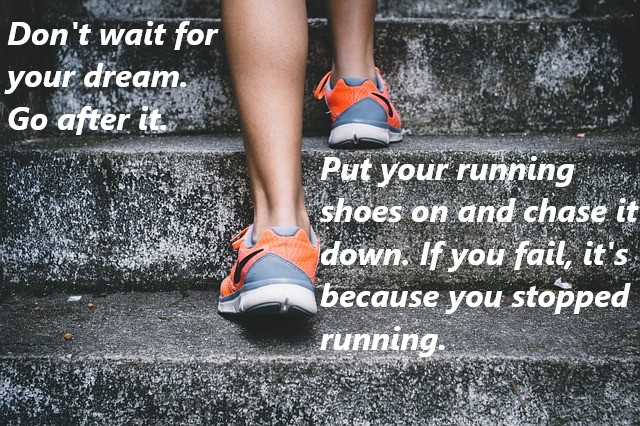 Don't wait for
your dream.
Go after it.
Put your running
shoes on and chase it
down. If you fail, it's
because you stopped
running.